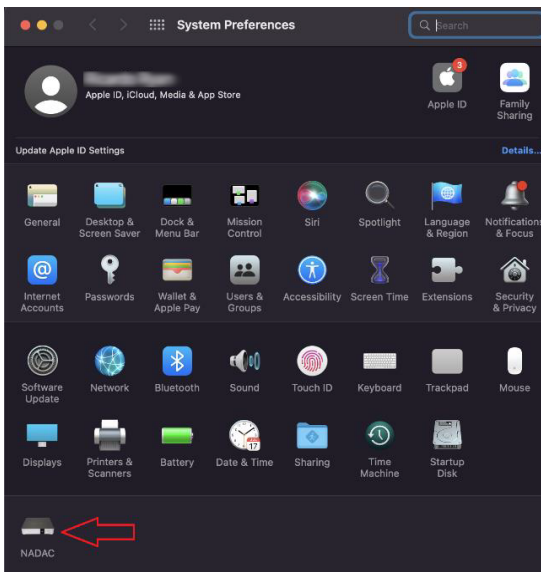 System Preferences
Search
Apple ID, iCloud, Media & App Store
3
Apple ID
Family
Sharing
Update Apple ID Settings
Details...
General
Desktop &
Screen Saver
Dock &
Menu Bar
Mission
Control
Siri
Spotlight
Language
& Region
Notifications
& Focus
Internet
Accounts
Passwords
Wallet &
Apple Pay
Users &
Groups
Accessibility
Screen Time
Extensions
Security
& Privacy
Software
Update
Network
Bluetooth
Sound
Touch ID
Keyboard
Trackpad
Mouse
Displays
Printers &
Scanners
Battery
17
Date & Time
Sharing
Time
Machine
Startup
Disk
NADAC